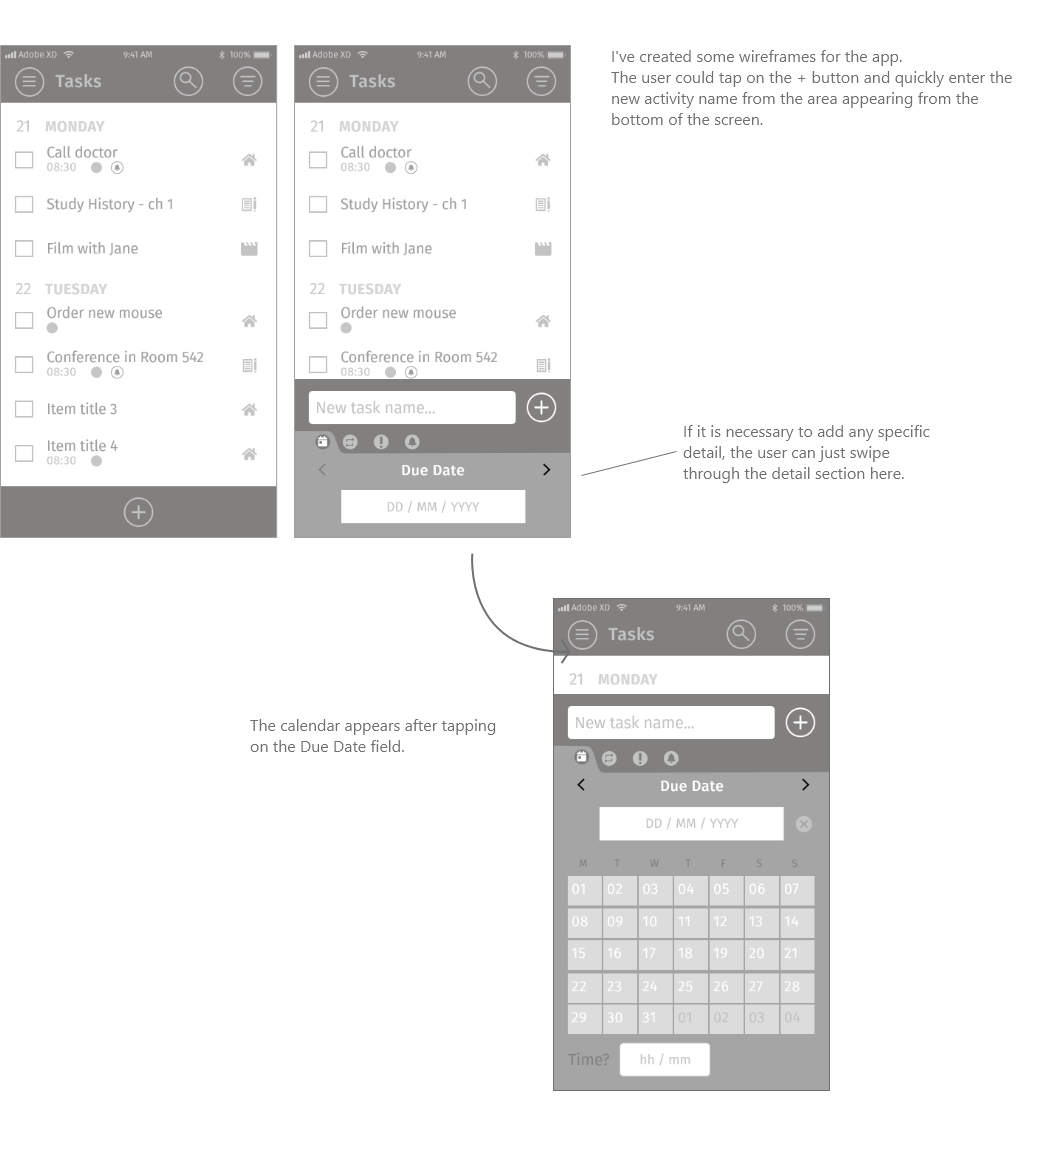 Adobe XD 9:41 AM 100%
Tasks
21 MONDAY
Call doctor
08:30
Study History - ch 1
Film with Jane
22 TUESDAY
Order new mouse
Conference in Room 542
08:30
Item title 3
Item title 4
08:30
Adobe XD 9:41 AM 100%
Tasks
21 MONDAY
Call doctor
08:30
Study History - ch 1
Film with Jane
22 TUESDAY
Order new mouse
Conference in Room 542
08:30
New task name...
Due Date
DD / MM / YYYY
I've created some wireframes for the app.
The user could tap on the + button and quickly enter the
new activity name from the area appearing from the
bottom of the screen.
If it is necessary to add any specific
detail, the user can just swipe
through the detail section here.
The calendar appears after tapping
on the Due Date field.
Adobe XD 9:41 AM 100%
Tasks
21 MONDAY
New task name...
Due Date
DD / MM / YYYY
M T W T F S S
01 02 03 04 05 06 07
08 09 10 11 12 13 14
15 16 17 18 19 20 21
22 23 24 25 26 27 28
29 30 31 01 02 03 04
Time? hh / mm